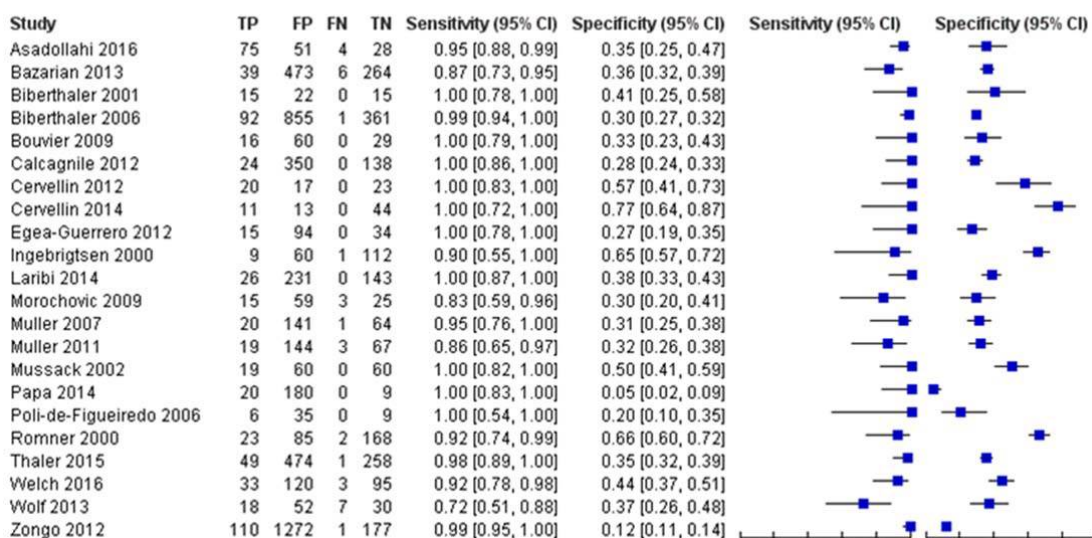 Study TP FP FN TN Sensitivity (95% CI) Specificity (95% CI) Sensitivity (95% CI) Specificity (95% CI)
Asadollahi 2016 75 51 4 28 0.95 [0.88, 0.99] 0.35 [0.25, 0.47]
Bazarian 2013 39 473 6 264 0.87 [0.73, 0.95] 0.36 [0.32, 0.39]
Biberthaler 2001 15 22 0 15 1.00 [0.78, 1.00] 0.41 [0.25, 0.58]
Biberthaler 2006 92 855 1 361 0.99 [0.94, 1.00] 0.30 [0.27, 0.32]
Bouvier 2009 16 60 0 29 1.00 [0.79, 1.00] 0.33 [0.23, 0.43]
Calcagnile 2012 24 350 0 138 1.00 [0.86, 1.00] 0.28 [0.24, 0.33]
Cervellin 2012 20 17 0 23 1.00 [0.83, 1.00] 0.57 [0.41, 0.73]
Cervellin 2014 11 13 0 44 1.00 [0.72, 1.00] 0.77 [0.64, 0.87]
Egea-Guerrero 2012 15 94 0 34 1.00 [0.78, 1.00] 0.27 [0.19, 0.35]
Ingebrigtsen 2000 9 60 1 112 0.90 [0.55, 1.00] 0.65 [0.57, 0.72]
Laribi 2014 26 231 0 143 1.00 [0.87, 1.00] 0.38 [0.33, 0.43]
Morochovic 2009 15 59 3 25 0.83 [0.59, 0.96] 0.30 [0.20, 0.41]
Muller 2007 20 141 1 64 0.95 [0.76, 1.00] 0.31 [0.25, 0.38]
Muller 2011 19 144 3 67 0.86 [0.65, 0.97] 0.32 [0.26, 0.38]
Mussack 2002 19 60 0 60 1.00 [0.82, 1.00] 0.50 [0.41, 0.59]
Papa 2014 20 180 0 9 1.00 [0.83, 1.00] 0.05 [0.02, 0.09]
Poli-de-Figueiredo 2006 6 35 0 9 1.00 [0.54, 1.00] 0.20 [0.10, 0.35]
Romner 2000 23 85 2 168 0.92 [0.74, 0.99] 0.66 [0.60, 0.72]
Thaler 2015 49 474 1 258 0.98 [0.89, 1.00] 0.35 [0.32, 0.39]
Welch 2016 33 120 3 95 0.92 [0.78, 0.98] 0.44 [0.37, 0.51]
Wolf 2013 18 52 7 30 0.72 [0.51, 0.88] 0.37 [0.26, 0.48]
Zongo 2012 110 1272 1 177 0.99 [0.95, 1.00] 0.12 [0.11, 0.14]